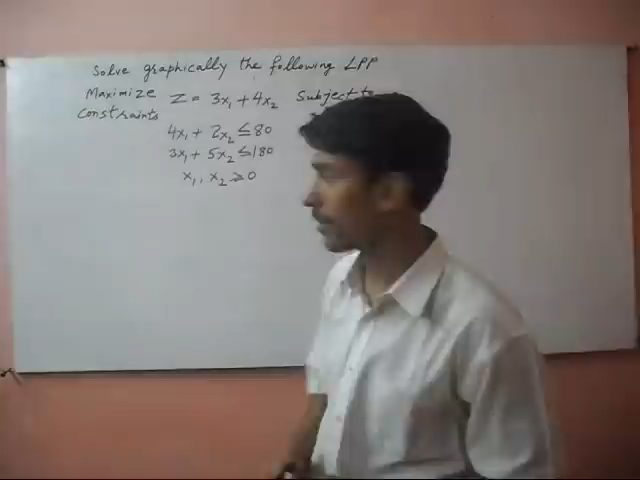 Solve graphically the following LPP
Maximize Z = 3x₁ + 4x₂ Subject to
Constraints
4x₁ + 2x₂ ≤ 80
3x₁ + 5x₂ ≤ 180
x₁, x₂ ≥ 0